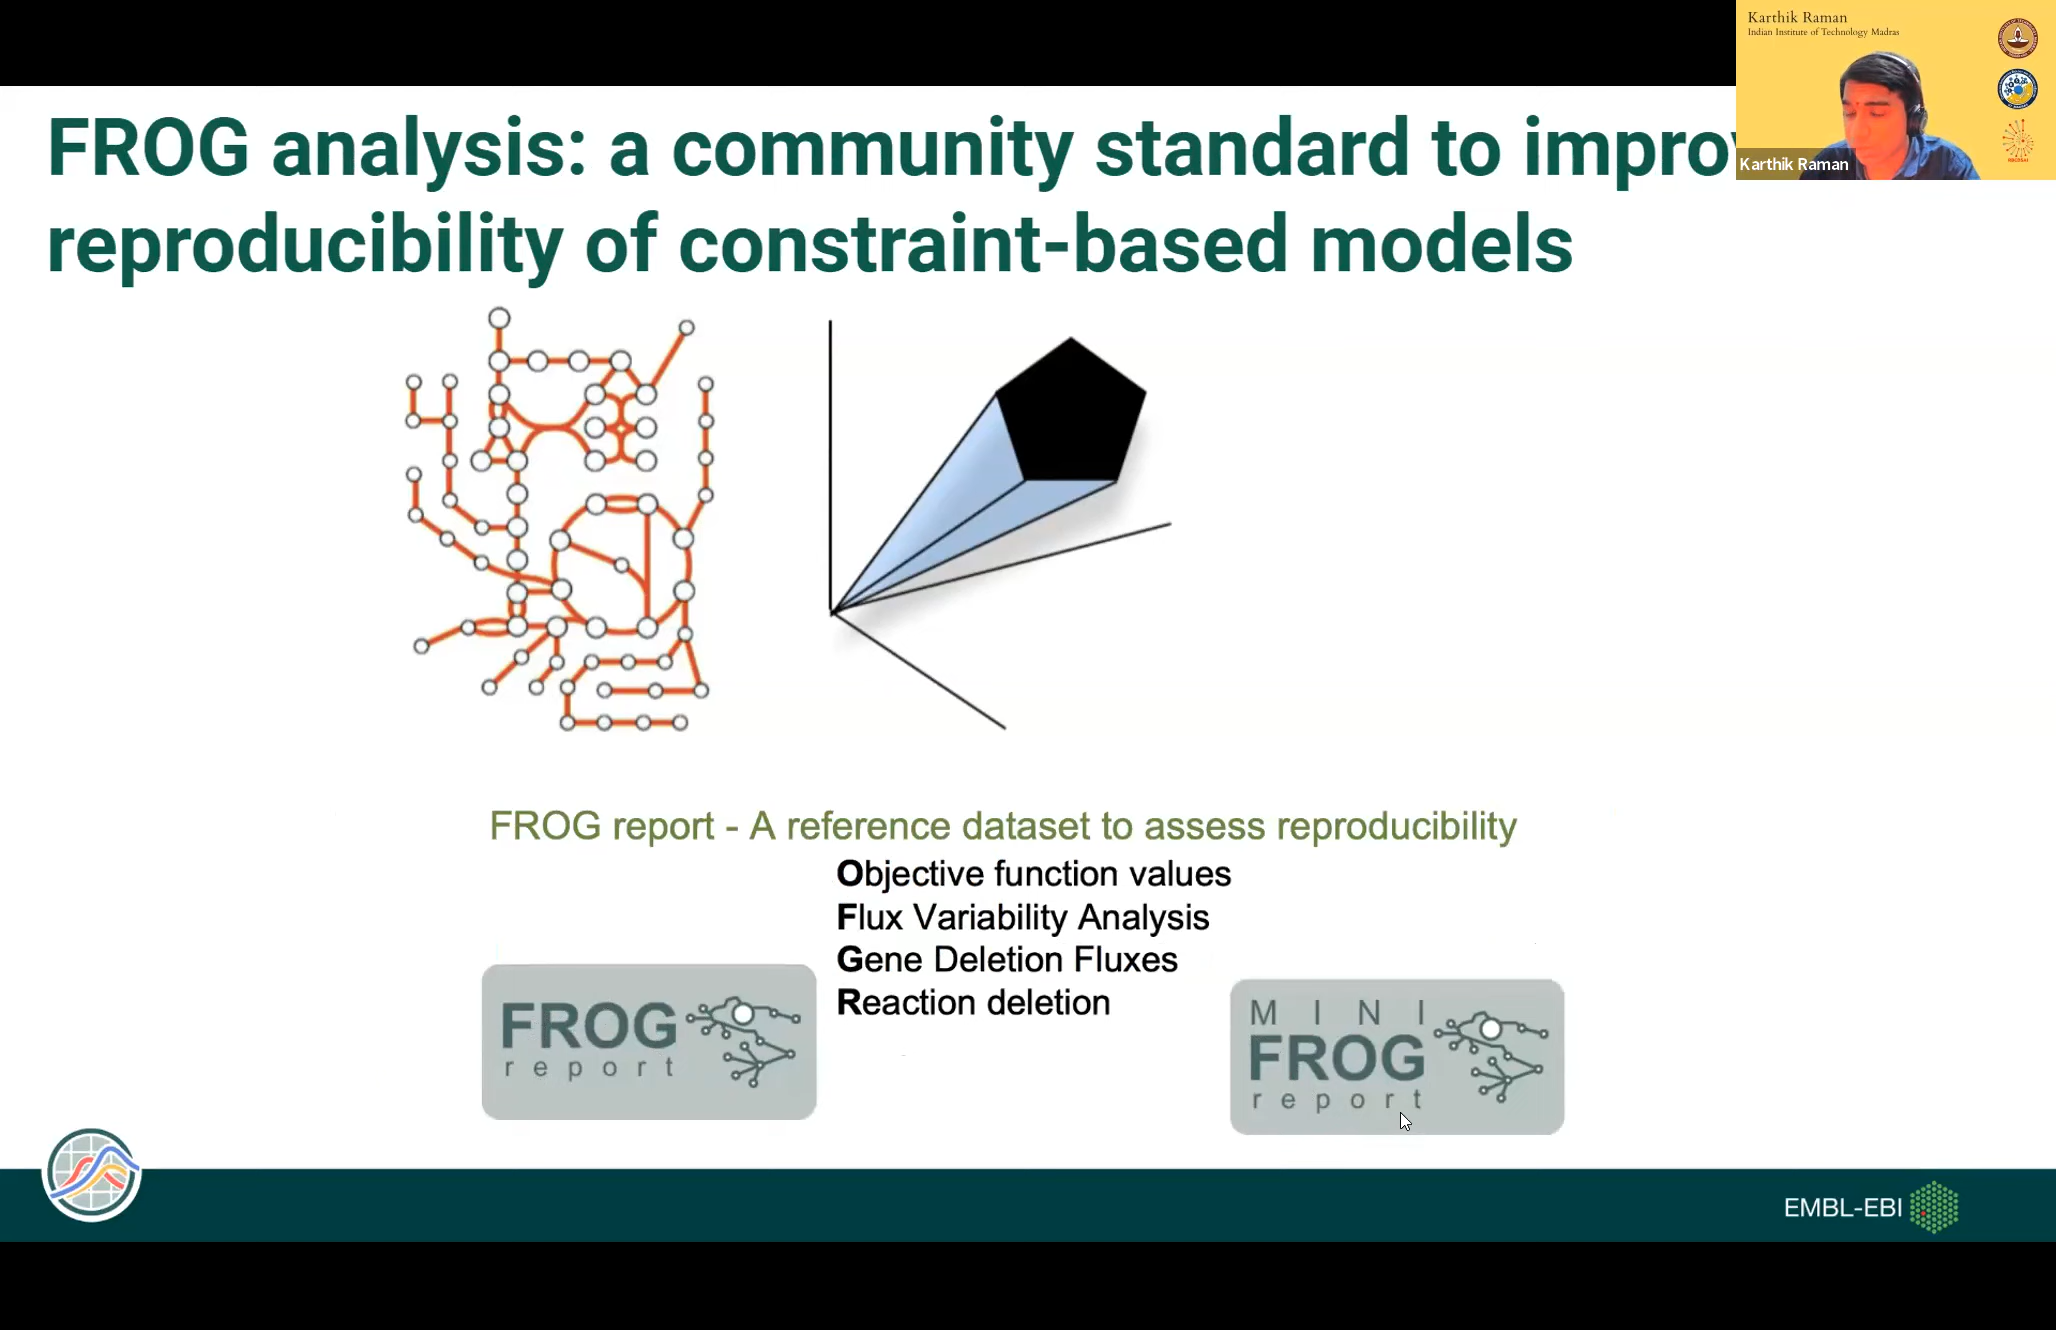 Karthik Raman
Indian Institute of Technology Madras
Karthik Raman
FROG analysis: a community standard to improv
reproducibility of constraint-based models
FROG report - A reference dataset to assess reproducibility
Objective function values
Flux Variability Analysis
Gene Deletion Fluxes
Reaction deletion
FROG
report
MINI
FROG
report
EMBL-EBI